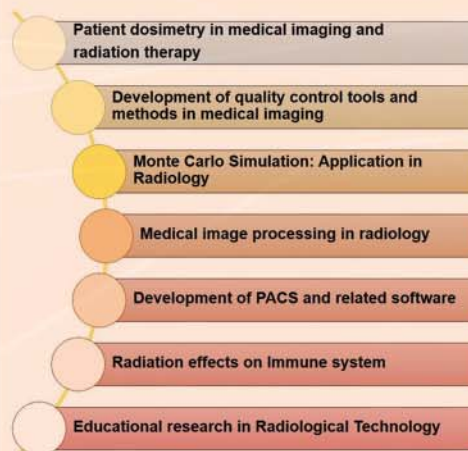 Patient dosimetry in medical imaging and
radiation therapy
Development of quality control tools and
methods in medical imaging
Monte Carlo Simulation: Application in
Radiology
Medical image processing in radiology
Development of PACS and related software
Radiation effects on Immune system
Educational research in Radiological Technology